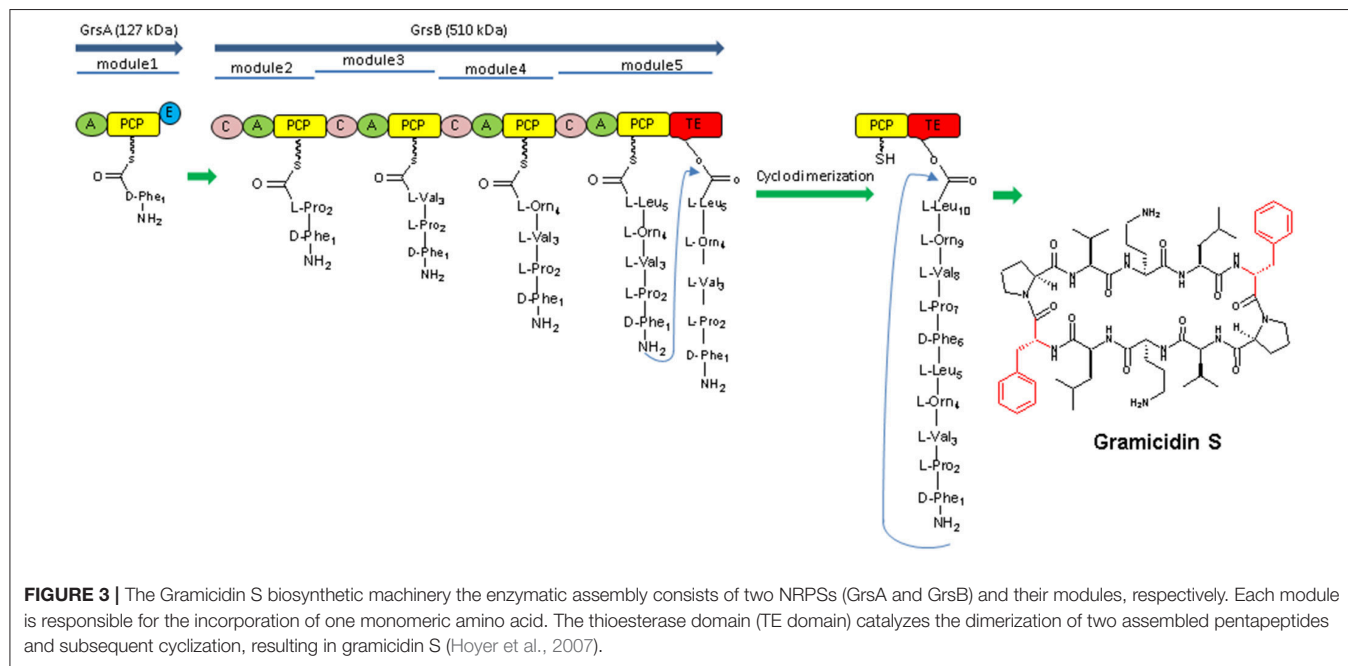 GrsA (127 kDa) GrsB (510 kDa)
module1 module2 module3 module4 module5
A PCP E C A PCP C A PCP C A PCP C A PCP TE PCP TE
S S S S S O SH O
O O O O O O O
D-Phe1
NH2
L-Pro2
D-Phe1
NH2
L-Val3
L-Pro2
D-Phe1
NH2
L-Orn4
L-Val3
L-Pro2
D-Phe1
NH2
L-Leu5
L-Orn4
L-Val3
L-Pro2
D-Phe1
NH2
L-Leu5
L-Orn4
L-Val3
L-Pro2
D-Phe1
NH2
Cyclodimerization
L-Leu10
L-Orn9
L-Val8
L-Pro7
D-Phe6
L-Leu5
L-Orn4
L-Val3
L-Pro2
D-Phe1
NH2
NH2
O H N O H N O H N O H N
N H O N H O N H O N H O
H2N
Gramicidin S
FIGURE 3 | The Gramicidin S biosynthetic machinery the enzymatic assembly consists of two NRPSs (GrsA and GrsB) and their modules, respectively. Each module
is responsible for the incorporation of one monomeric amino acid. The thioesterase domain (TE domain) catalyzes the dimerization of two assembled pentapeptides
and subsequent cyclization, resulting in gramicidin S (Hoyer et al., 2007).